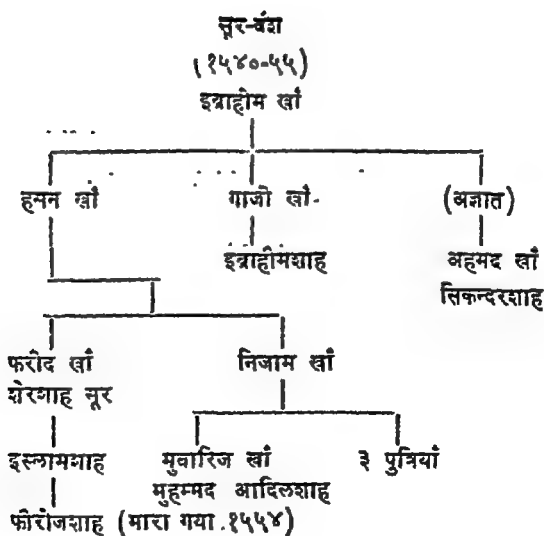 सूर-वंश
(१५४०-५५)
इब्राहीम खाँ
हसन खाँ गाजी खाँ (अज्ञात)
इब्राहीमशाह अहमद खाँ
सिकन्दरशाह
फरीद खाँ निजाम खाँ
शेरशाह सूर
इस्लामशाह मुबारिज खाँ ३ पुत्रियाँ
मुहम्मद आदिलशाह
फीरोजशाह (मारा गया १५५४)